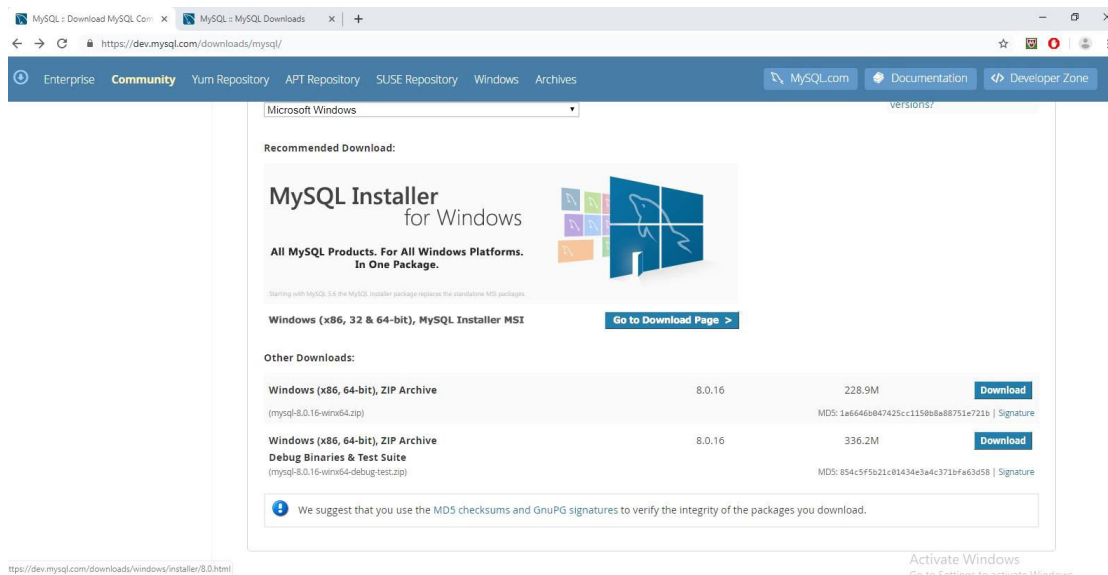 MySQL :: Download MySQL Com
MySQL :: MySQL Downloads
https://dev.mysql.com/downloads/mysql/
Enterprise Community Yum Repository APT Repository SUSE Repository Windows Archives MySQL.com Documentation Developer Zone
Microsoft Windows
versions?
Recommended Download:
MySQL Installer
for Windows
All MySQL Products. For All Windows Platforms.
In One Package.
Starting with MySQL 5.6 the MySQL Installer package replaces the standalone MSI packages.
Windows (x86, 32 & 64-bit), MySQL Installer MSI Go to Download Page >
Other Downloads:
Windows (x86, 64-bit), ZIP Archive 8.0.16 228.9M Download
(mysql-8.0.16-winx64.zip) MD5: 1a6646b047425cc1150b8a88751e721b | Signature
Windows (x86, 64-bit), ZIP Archive 8.0.16 336.2M Download
Debug Binaries & Test Suite
(mysql-8.0.16-winx64-debug-test.zip) MD5: 854c5f5b21c01434e3a4c371bfa63d58 | Signature
We suggest that you use the MD5 checksums and GnuPG signatures to verify the integrity of the packages you download.
Activate Windows
Go to Settings to activate Windows.
ttps://dev.mysql.com/downloads/windows/installer/8.0.html